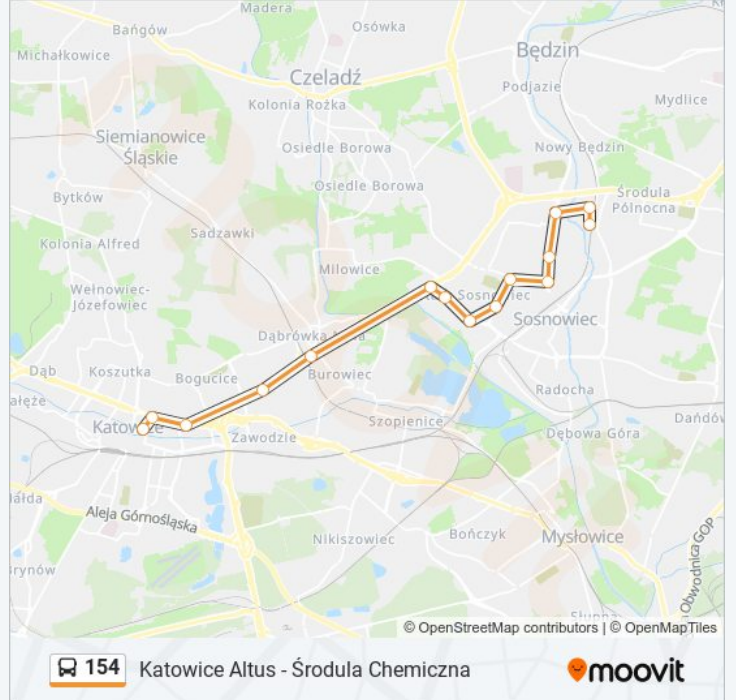 Madera
Bańgów
Osówka
Michałkowice
Będzin
Czeladź
Podjazie
Kolonia Rożka
Mydlice
Siemianowice
Śląskie
Osiedle Borowa
Nowy Będzin
Osiedle Borowa
Środula
Północna
Bytków
Sadzawki
Kolonia Alfred
Milowice
Wełnowiec-
Józefowiec
Sosnowiec
Sosnowiec
Dąbrówka
Dąb
Koszutka
Bogucice
Burowiec
Radocha
Szopienice
Katowice
Zawodzie
Dębowa Góra
Aleja Górnośląska
Nikiszowiec
Bończyk
Mysłowice
Obwodnica GOP
© OpenStreetMap contributors | © OpenMapTiles
154 Katowice Altus - Środula Chemiczna
moovit